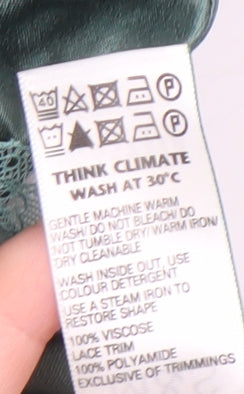 40 P
P
THINK CLIMATE
WASH AT 30°C
GENTLE MACHINE WARM
WASH/ DO NOT BLEACH/ DO
NOT TUMBLE DRY/ WARM IRON/
DRY CLEANABLE
WASH INSIDE OUT, USE
COLOUR DETERGENT
USE A STEAM IRON TO
RESTORE SHAPE
100% VISCOSE
LACE TRIM
100% POLYAMIDE
EXCLUSIVE OF TRIMMINGS